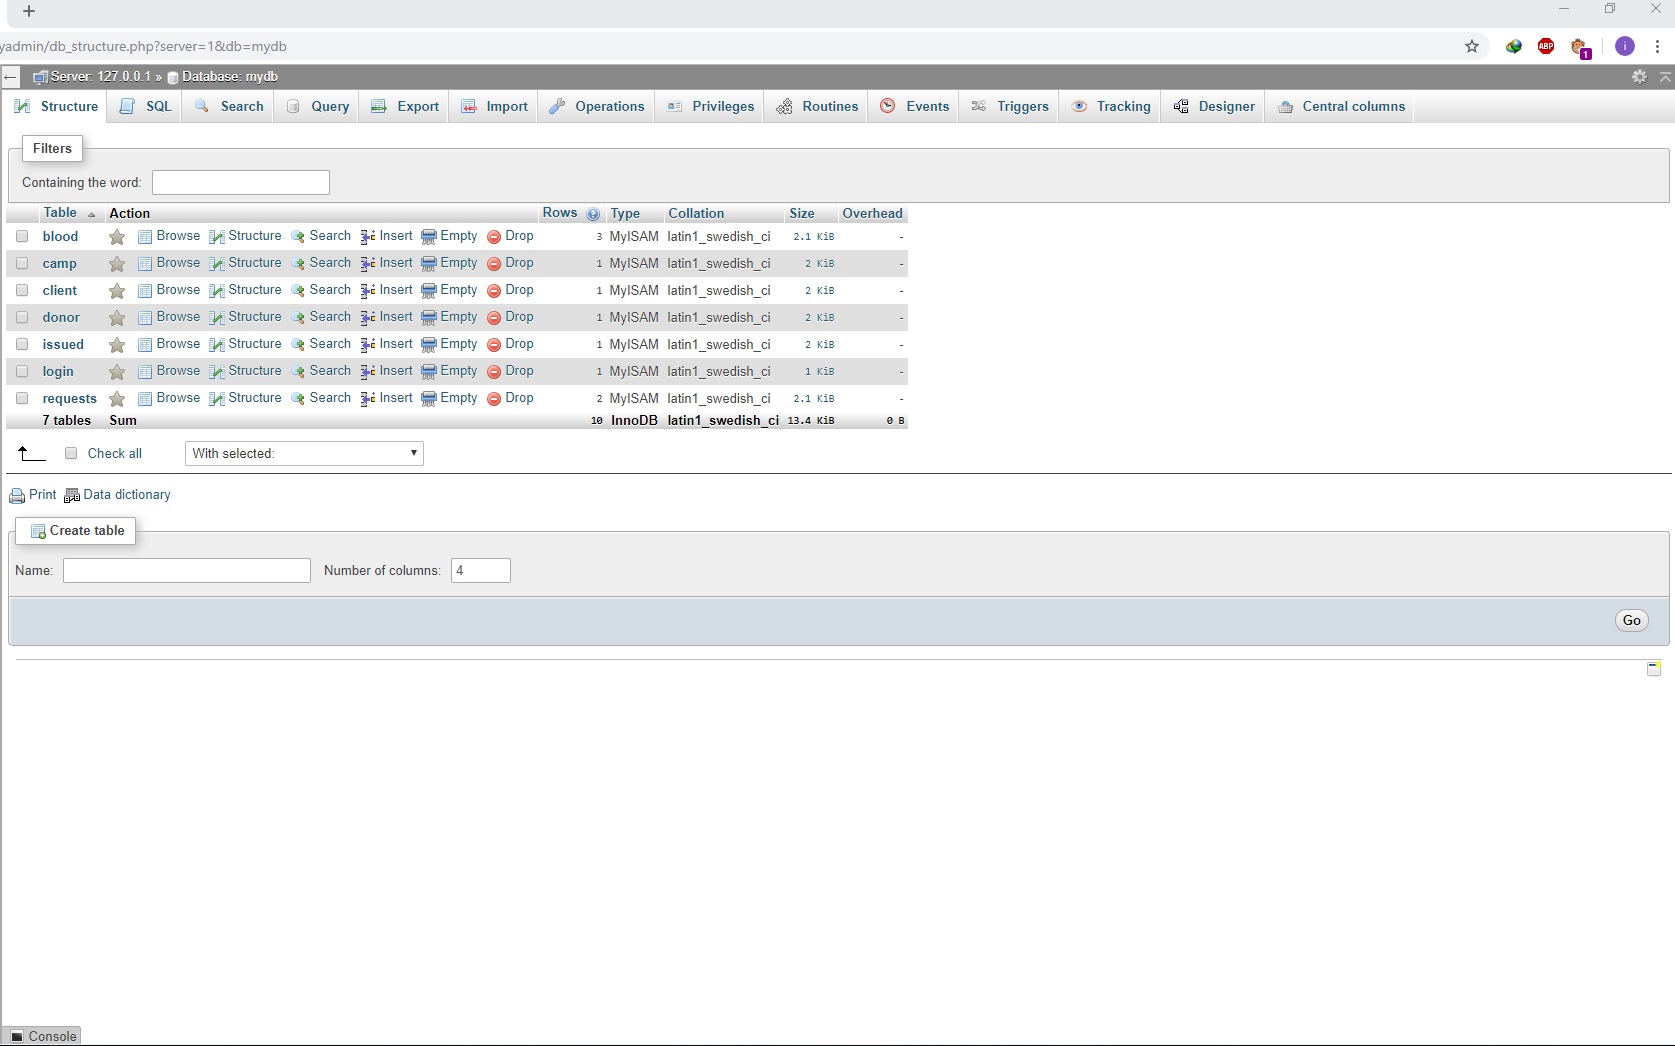 +
yadmin/db_structure.php?server=1&db=mydb
ABP
1
i
Server: 127.0.0.1 » Database: mydb
Structure SQL Search Query Export Import Operations Privileges Routines Events Triggers Tracking Designer Central columns
Filters
Containing the word:
Table Action Rows Type Collation Size Overhead
blood Browse Structure Search Insert Empty Drop 3 MyISAM latin1_swedish_ci 2.1 KiB -
camp Browse Structure Search Insert Empty Drop 1 MyISAM latin1_swedish_ci 2 KiB -
client Browse Structure Search Insert Empty Drop 1 MyISAM latin1_swedish_ci 2 KiB -
donor Browse Structure Search Insert Empty Drop 1 MyISAM latin1_swedish_ci 2 KiB -
issued Browse Structure Search Insert Empty Drop 1 MyISAM latin1_swedish_ci 2 KiB -
login Browse Structure Search Insert Empty Drop 1 MyISAM latin1_swedish_ci 1 KiB -
requests Browse Structure Search Insert Empty Drop 2 MyISAM latin1_swedish_ci 2.1 KiB -
7 tables Sum 10 InnoDB latin1_swedish_ci 13.4 KiB 0 B
Check all With selected:
Print Data dictionary
Create table
Name: Number of columns: 4
Go
Console